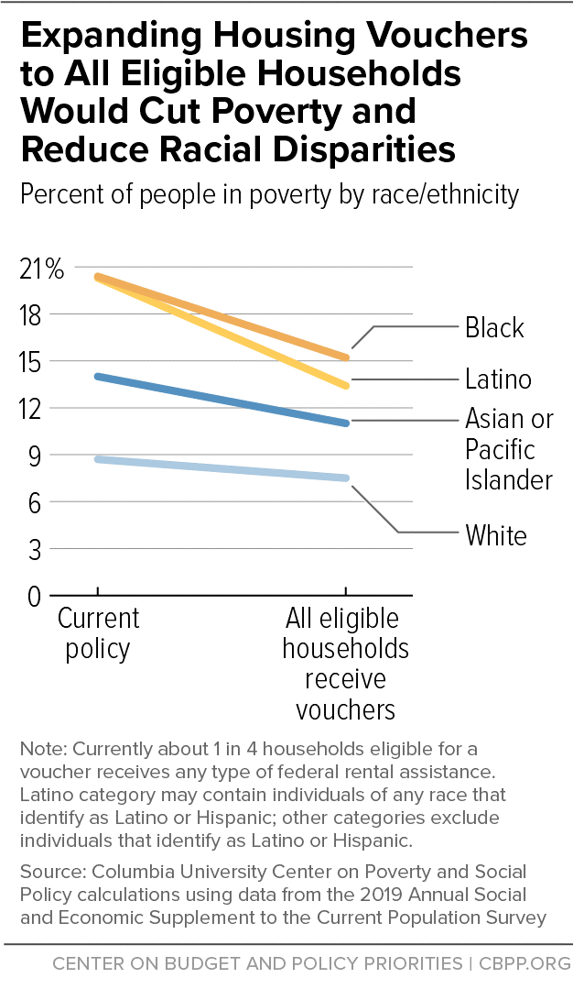 Expanding Housing Vouchers
to All Eligible Households
Would Cut Poverty and
Reduce Racial Disparities
Percent of people in poverty by race/ethnicity
21%
18
15
12
9
6
3
0
Black
Latino
Asian or
Pacific
Islander
White
Current
policy
All eligible
households
receive
vouchers
Note: Currently about 1 in 4 households eligible for a
voucher receives any type of federal rental assistance.
Latino category may contain individuals of any race that
identify as Latino or Hispanic; other categories exclude
individuals that identify as Latino or Hispanic.
Source: Columbia University Center on Poverty and Social
Policy calculations using data from the 2019 Annual Social
and Economic Supplement to the Current Population Survey
CENTER ON BUDGET AND POLICY PRIORITIES | CBPP.ORG